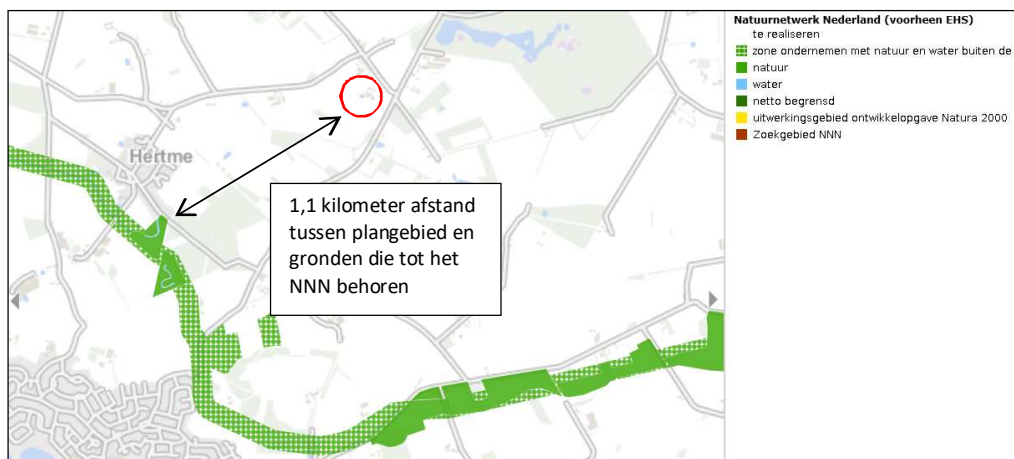 Natuurnetwerk Nederland (voorheen EHS)
te realiseren
zone ondernemen met natuur en water buiten de
natuur
water
netto begrensd
uitwerkingsgebied ontwikkelopgave Natura 2000
Zoekgebied NNN
Hertme
1,1 kilometer afstand
tussen plangebied en
gronden die tot het
NNN behoren